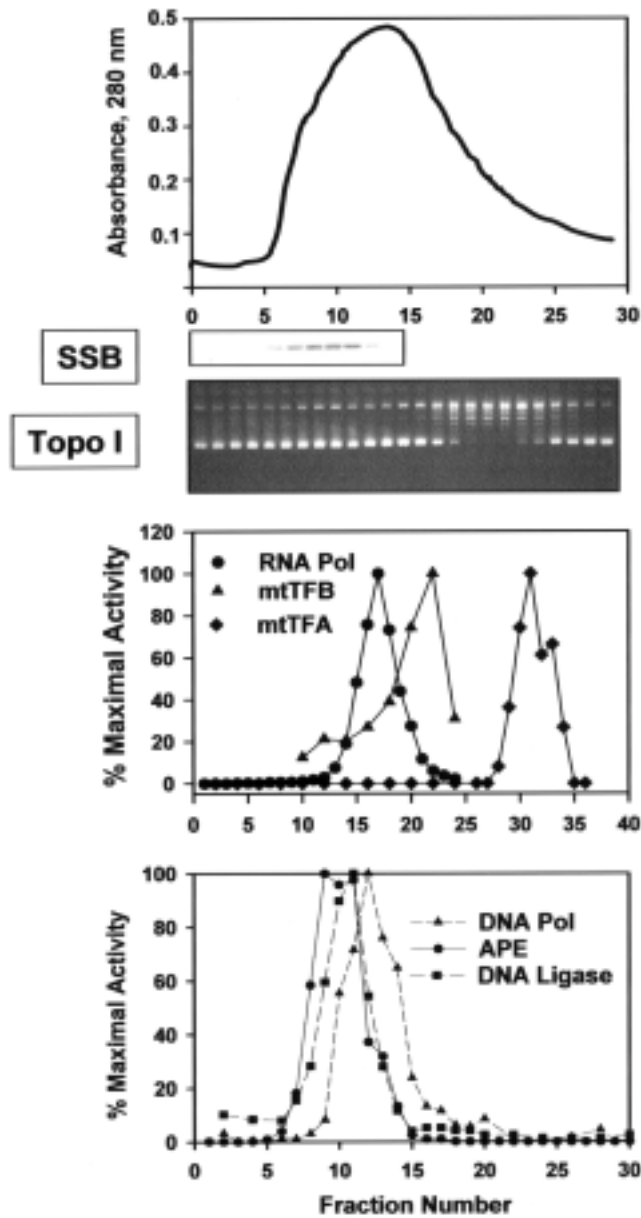 Absorbance, 280 nm
0.5
0.4
0.3
0.2
0.1
0 5 10 15 20 25 30
SSB
Topo I
% Maximal Activity
120
100
80
60
40
20
0
RNA Pol
mtTFB
mtTFA
0 5 10 15 20 25 30 35 40
% Maximal Activity
100
80
60
40
20
0
DNA Pol
APE
DNA Ligase
0 5 10 15 20 25 30
Fraction Number